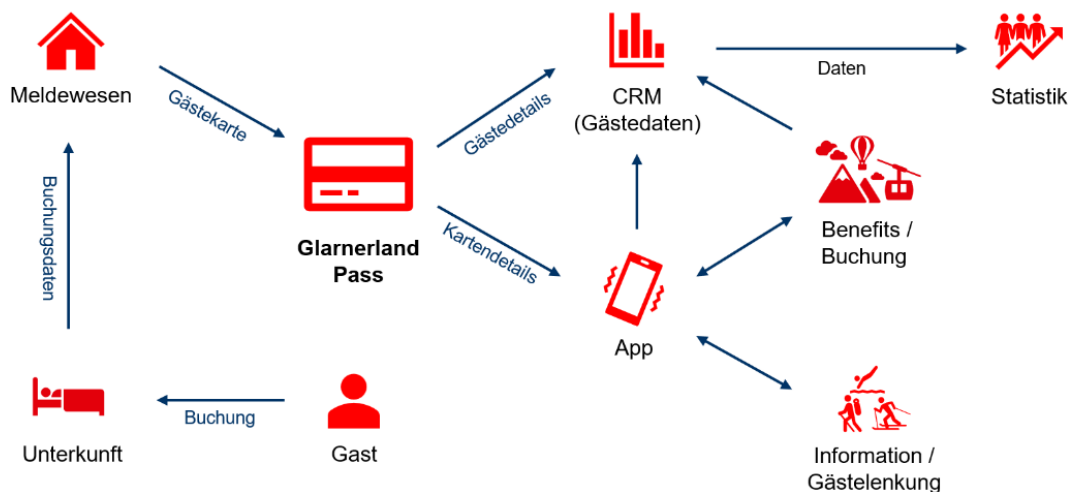 Meldewesen
Gästekarte
Glarnerland
Pass
Gästedetails
Kartendetails
CRM
(Gästedaten)
Daten
Statistik
Benefits /
Buchung
App
Buchungsdaten
Unterkunft
Buchung
Gast
Information /
Gästelenkung